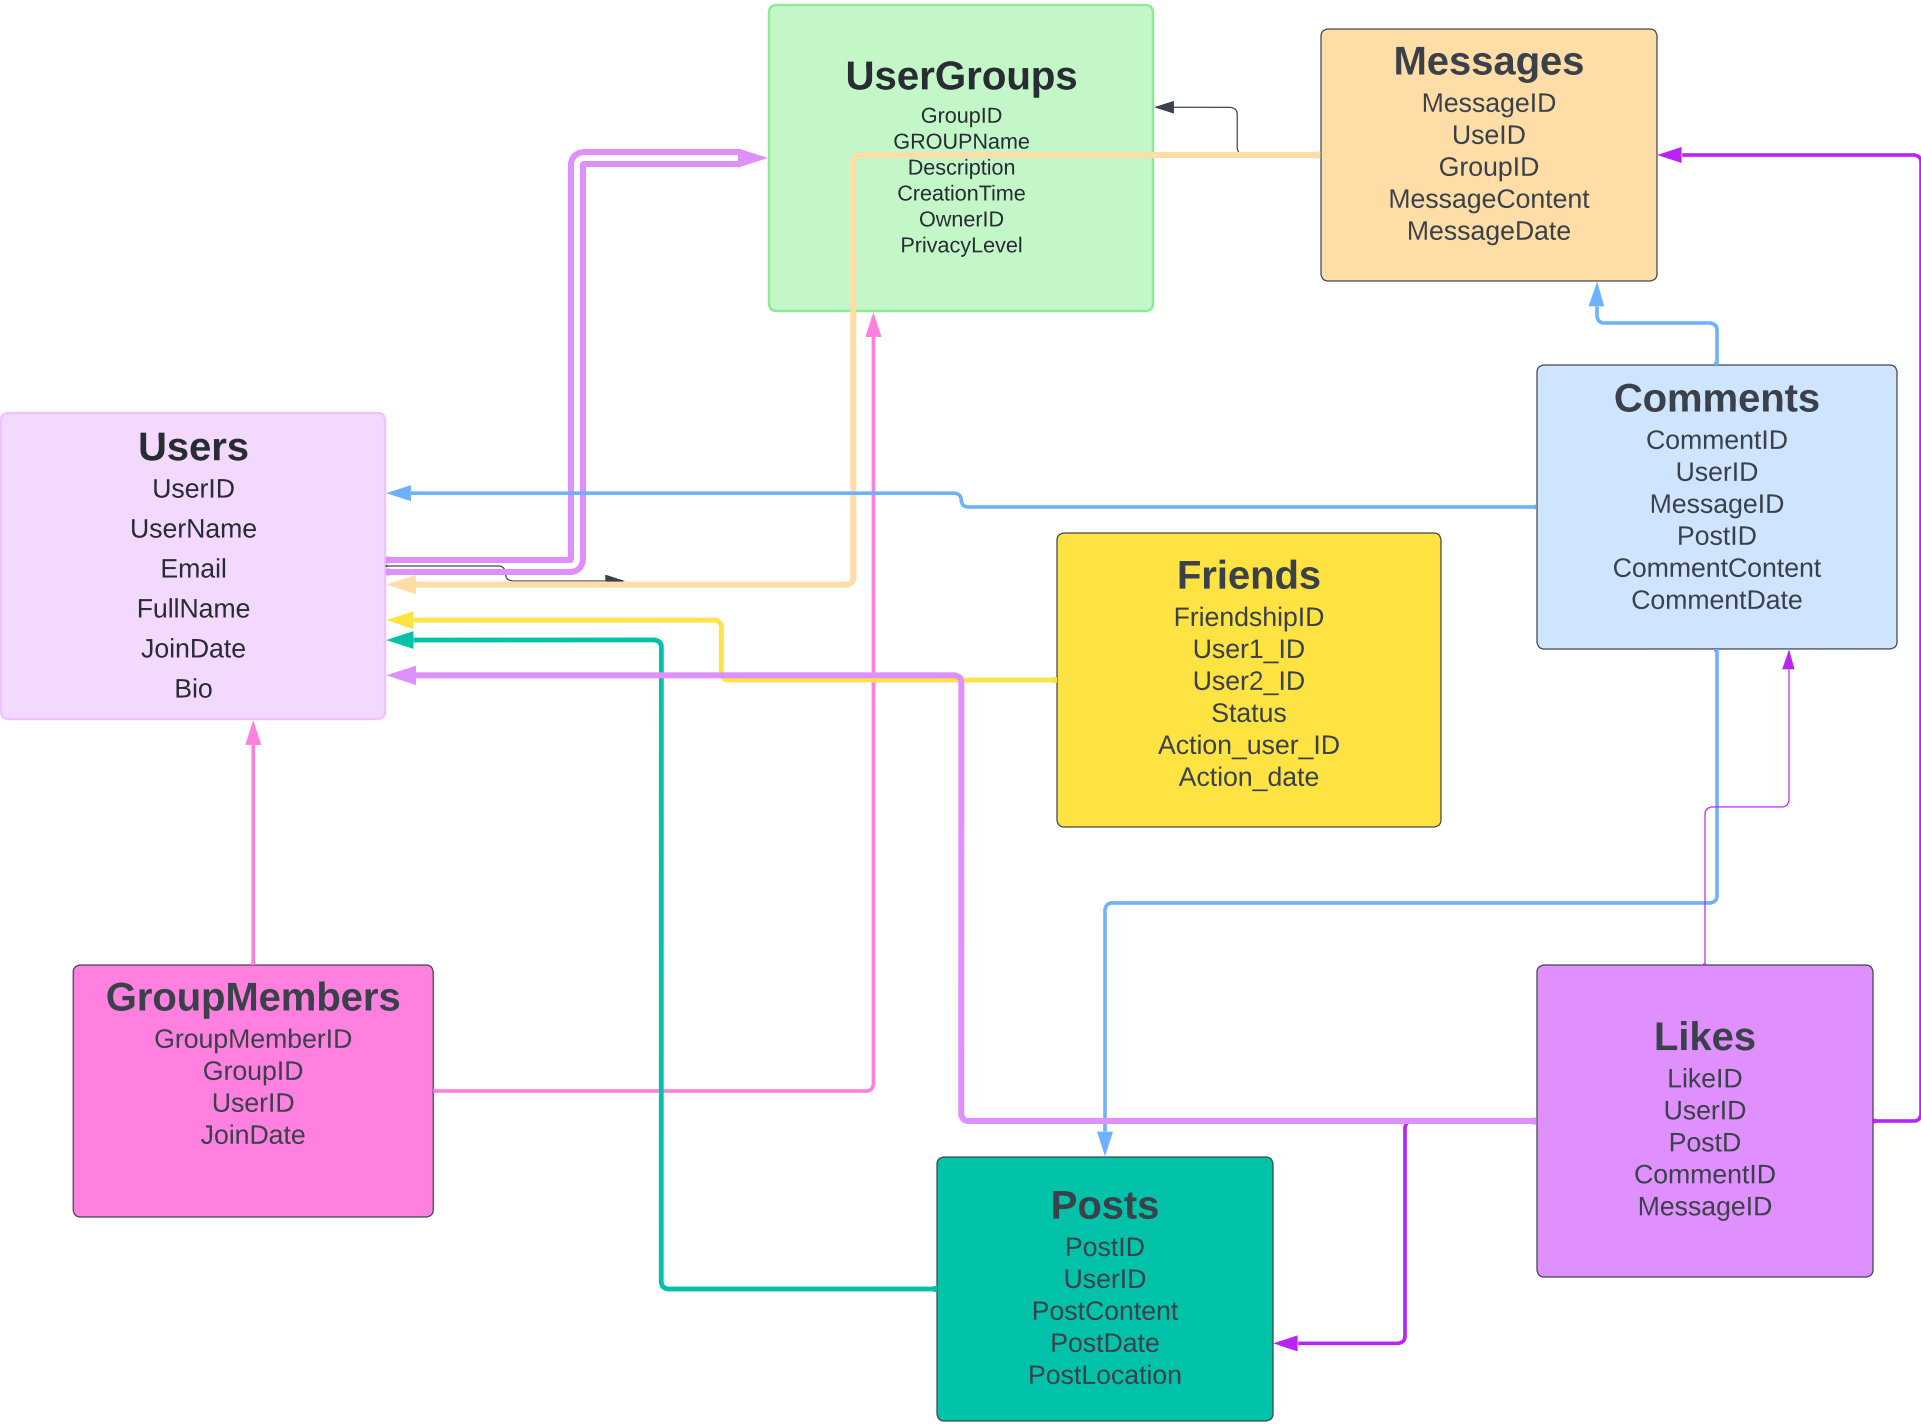 UserGroups
GroupID
GROUPName
Description
CreationTime
OwnerID
PrivacyLevel
Messages
MessageID
UseID
GroupID
MessageContent
MessageDate
Comments
CommentID
UserID
MessageID
PostID
CommentContent
CommentDate
Users
UserID
UserName
Email
FullName
JoinDate
Bio
Friends
FriendshipID
User1_ID
User2_ID
Status
Action_user_ID
Action_date
GroupMembers
GroupMemberID
GroupID
UserID
JoinDate
Likes
LikeID
UserID
PostD
CommentID
MessageID
Posts
PostID
UserID
PostContent
PostDate
PostLocation